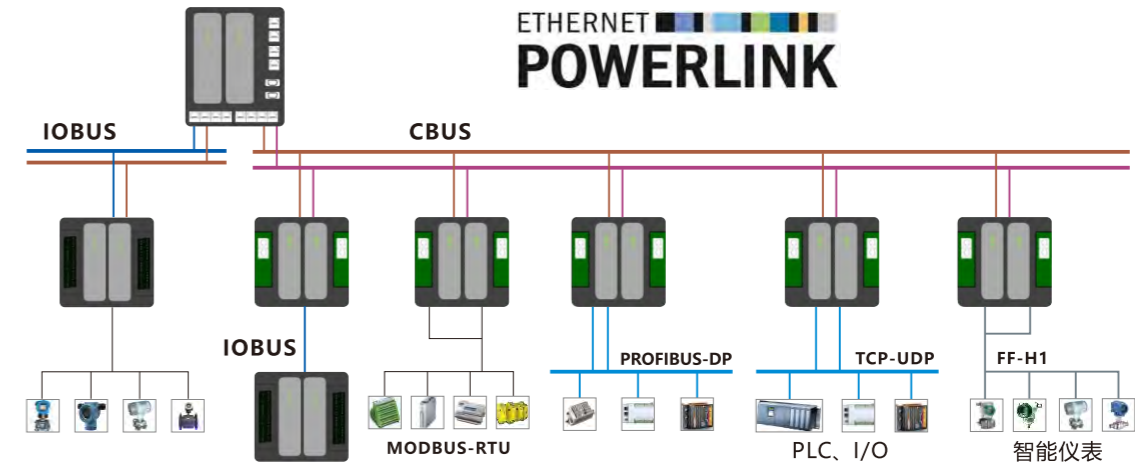 ETHERNET
POWERLINK
IOBUS
CBUS
IOBUS
PROFIBUS-DP
TCP-UDP
FF-H1
MODBUS-RTU
PLC、I/O
智能仪表